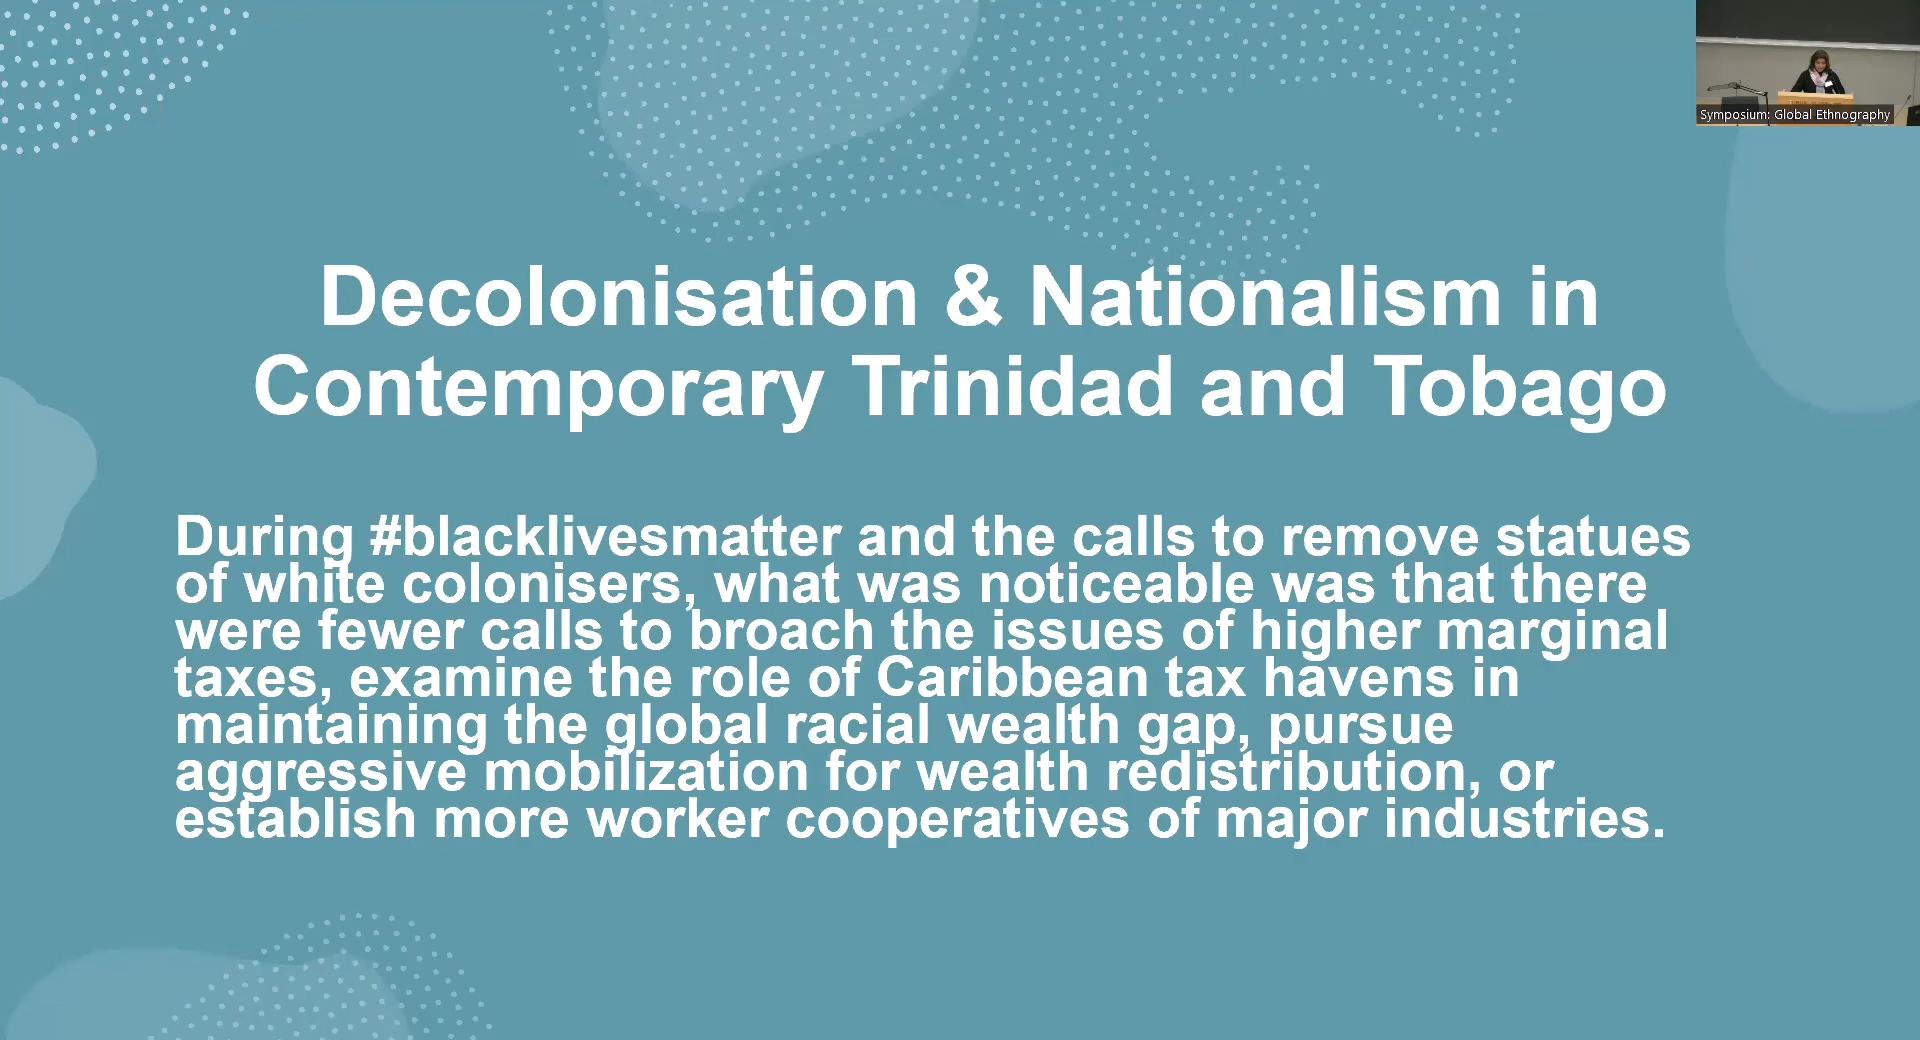 Symposium: Global Ethnography
Decolonisation & Nationalism in
Contemporary Trinidad and Tobago
During #blacklivesmatter and the calls to remove statues
of white colonisers, what was noticeable was that there
were fewer calls to broach the issues of higher marginal
taxes, examine the role of Caribbean tax havens in
maintaining the global racial wealth gap, pursue
aggressive mobilization for wealth redistribution, or
establish more worker cooperatives of major industries.